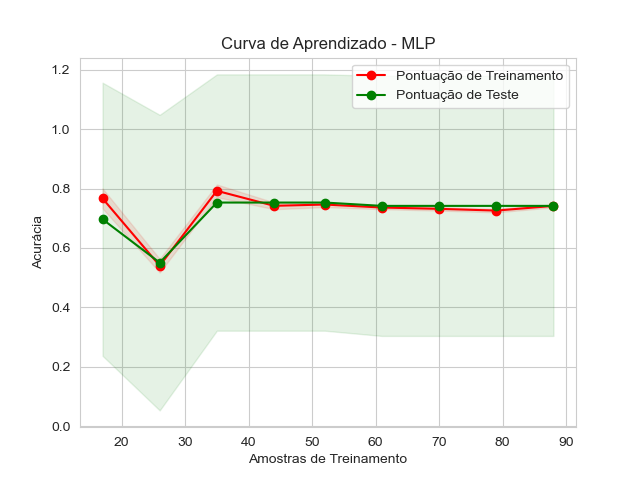 Curva de Aprendizado - MLP
Pontuação de Treinamento
Pontuação de Teste
1.2
1.0
0.8
0.6
0.4
0.2
0.0
Acurácia
20 30 40 50 60 70 80 90
Amostras de Treinamento